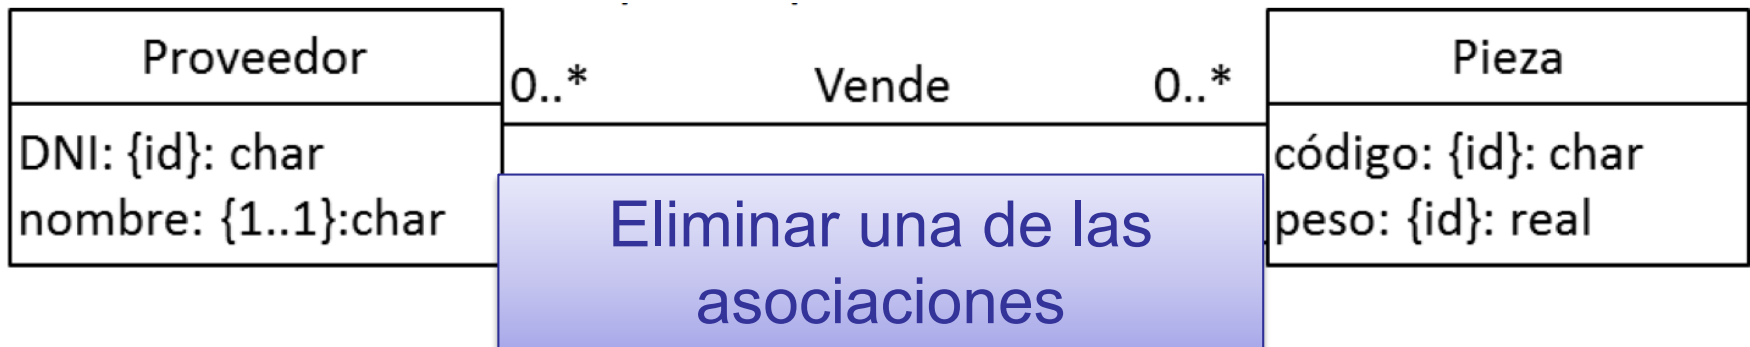 Proveedor
DNI: {id}: char
nombre: {1..1}:char
0..* Vende 0..*
Pieza
código: {id}: char
peso: {id}: real
Eliminar una de las
asociaciones